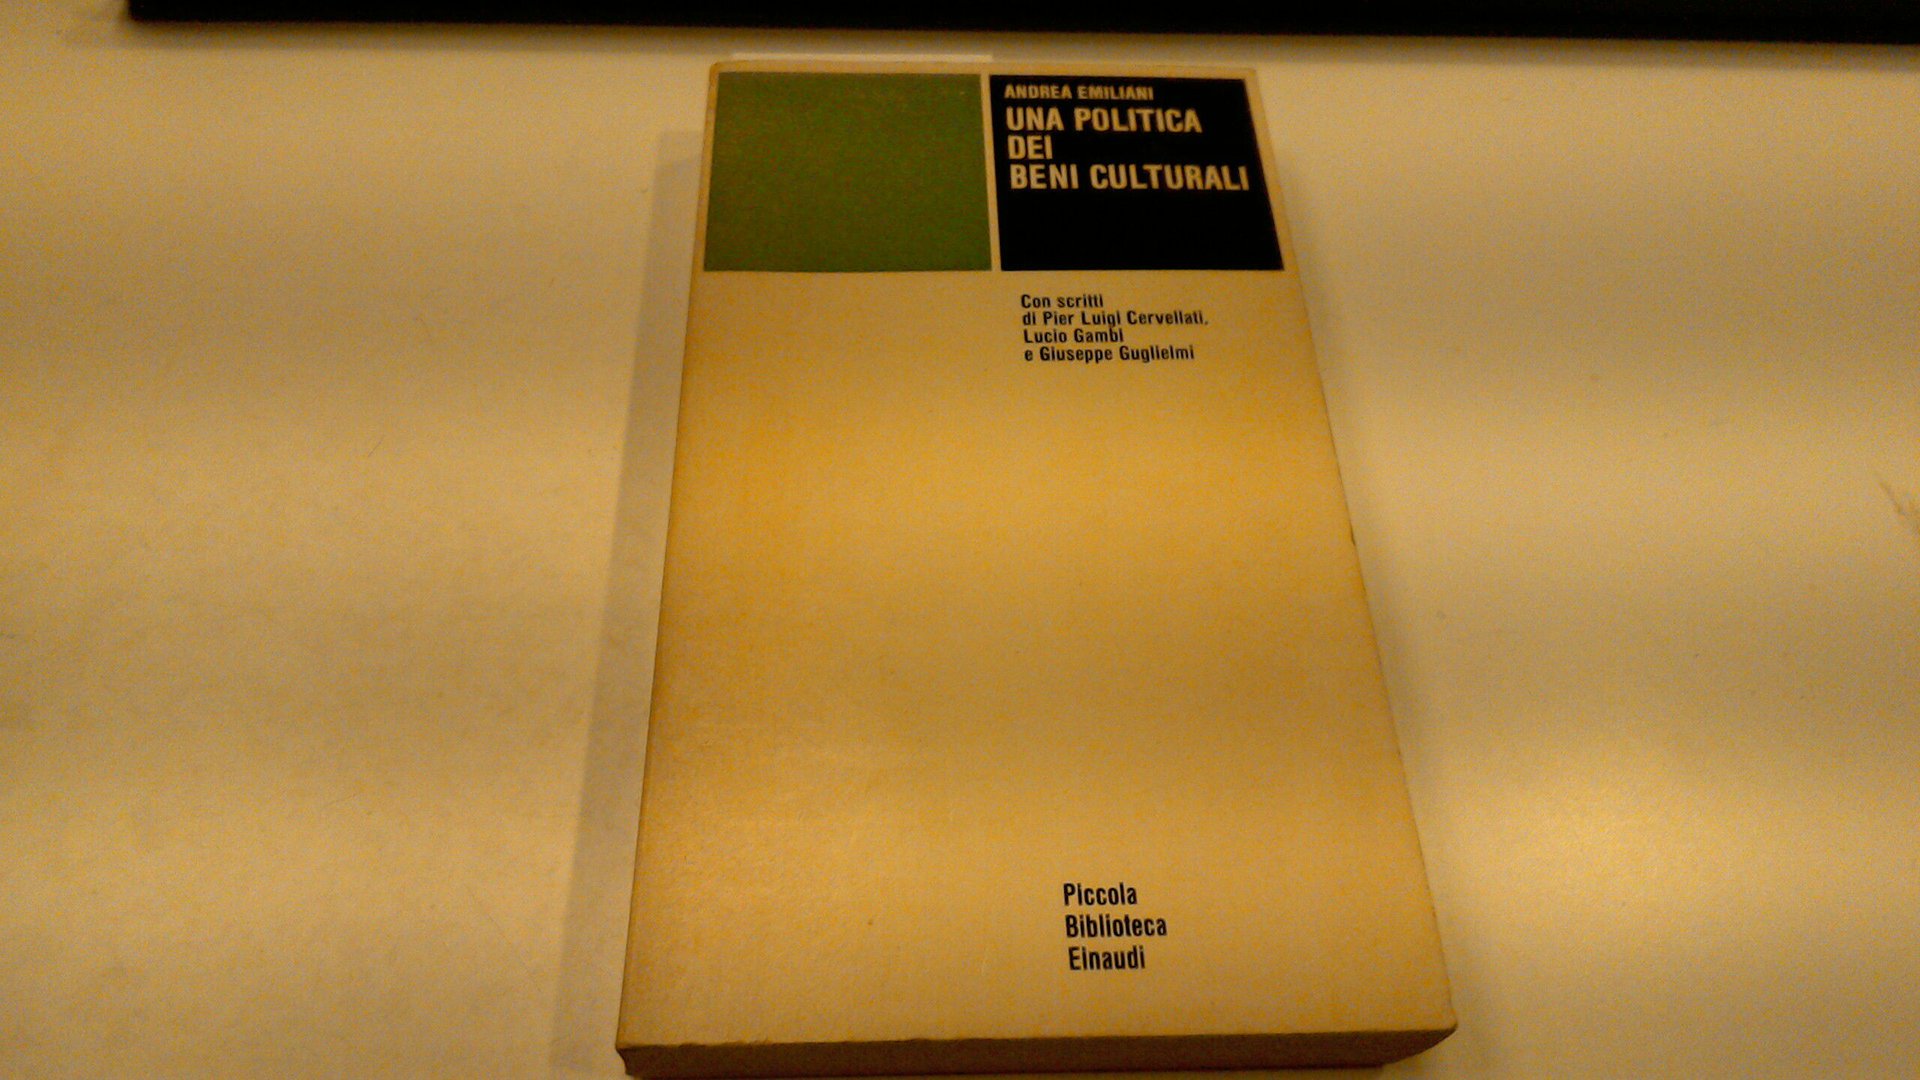 ANDREA EMILIANI
UNA POLITICA
DEI
BENI CULTURALI
Con scritti
di Pier Luigi Cervellati,
Lucio Gambi
e Giuseppe Guglielmi
Piccola
Biblioteca
Einaudi